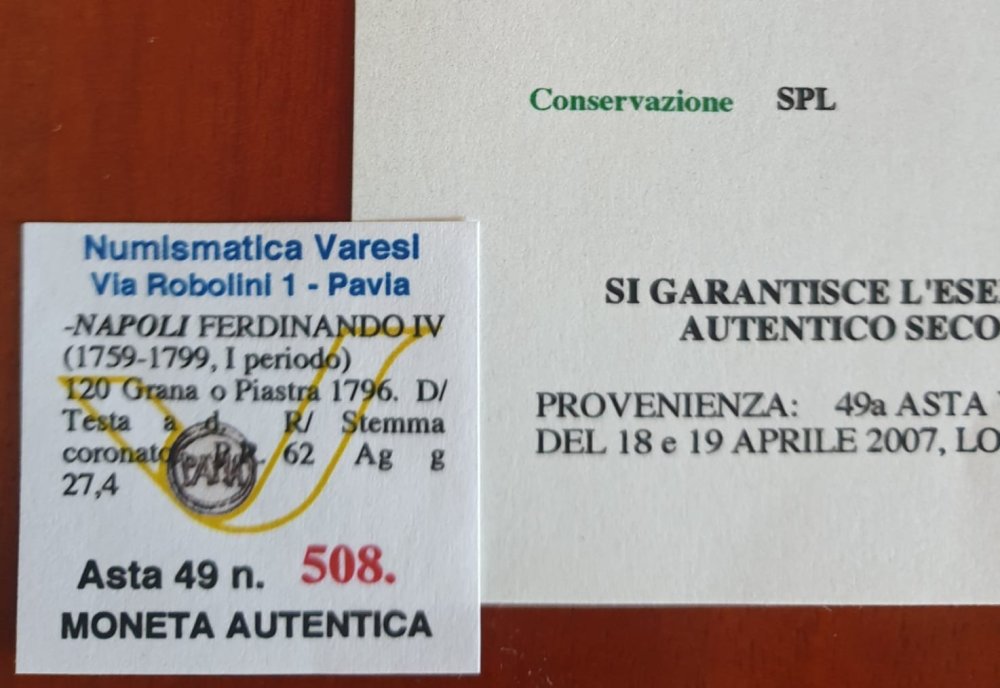 Conservazione SPL
SI GARANTISCE L'ESE
AUTENTICO SECO
PROVENIENZA: 49a ASTA
DEL 18 e 19 APRILE 2007, LO
Numismatica Varesi
Via Robolini 1 - Pavia
-NAPOLI FERDINANDO IV
(1759-1799, I periodo)
120 Grana o Piastra 1796. D/
Testa a d. R/ Stemma
coronato. P.R. 62 Ag g
27,4
Asta 49 n. 508.
MONETA AUTENTICA